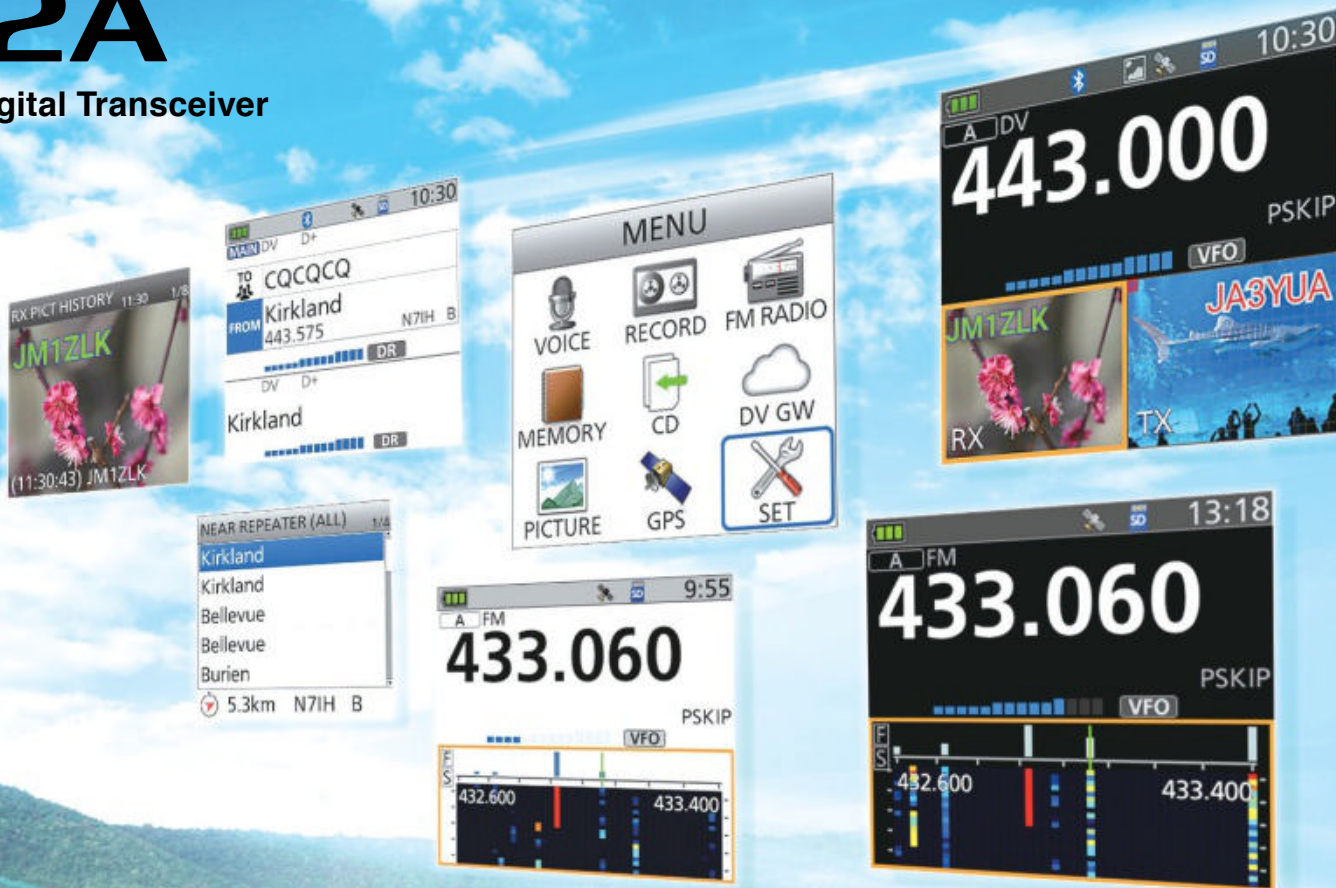 2A
gital Transceiver
RX PICT HISTORY 11:30 1/8
JM1ZLK
(11:30:43) JM1ZLK
10:30
MAIN DV D+
TO CQCQCQ
FROM Kirkland
443.575 N7IH B
DR
DV D+
Kirkland
DR
MENU
VOICE RECORD FM RADIO
MEMORY CD DV GW
PICTURE GPS SET
SD 10:30
A DV
443.000
PSKIP
VFO
JM1ZLK
RX
JA3YUA
TX
NEAR REPEATER (ALL) 1/4
Kirkland
Kirkland
Bellevue
Bellevue
Burien
5.3km N7IH B
SD 9:55
A FM
433.060
PSKIP
VFO
F
S
432.600 433.400
SD 13:18
A FM
433.060
PSKIP
VFO
F
S
432.600 433.400